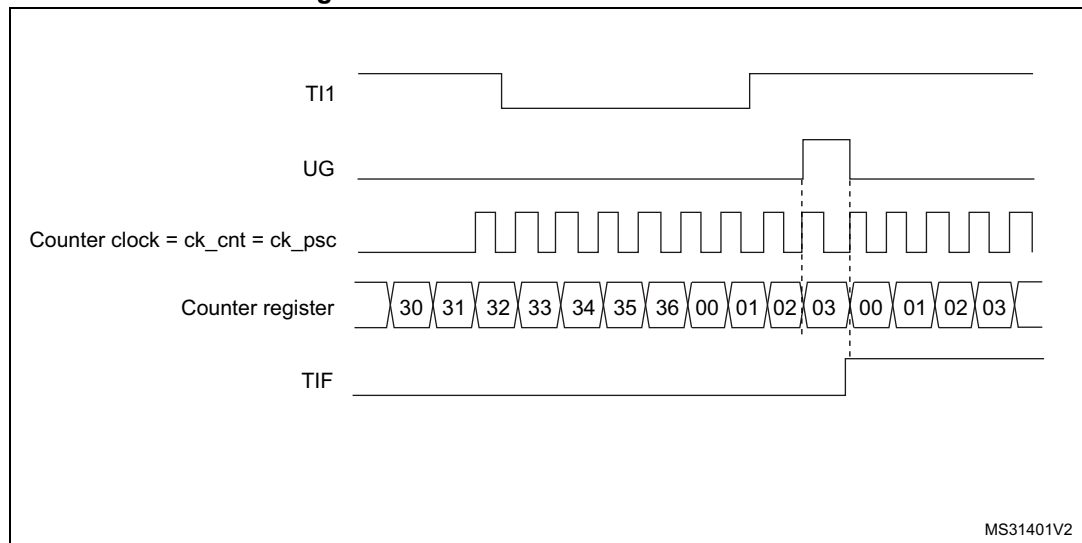 TI1
UG
Counter clock = ck_cnt = ck_psc
Counter register 30 31 32 33 34 35 36 00 01 02 03 00 01 02 03
TIF
MS31401V2